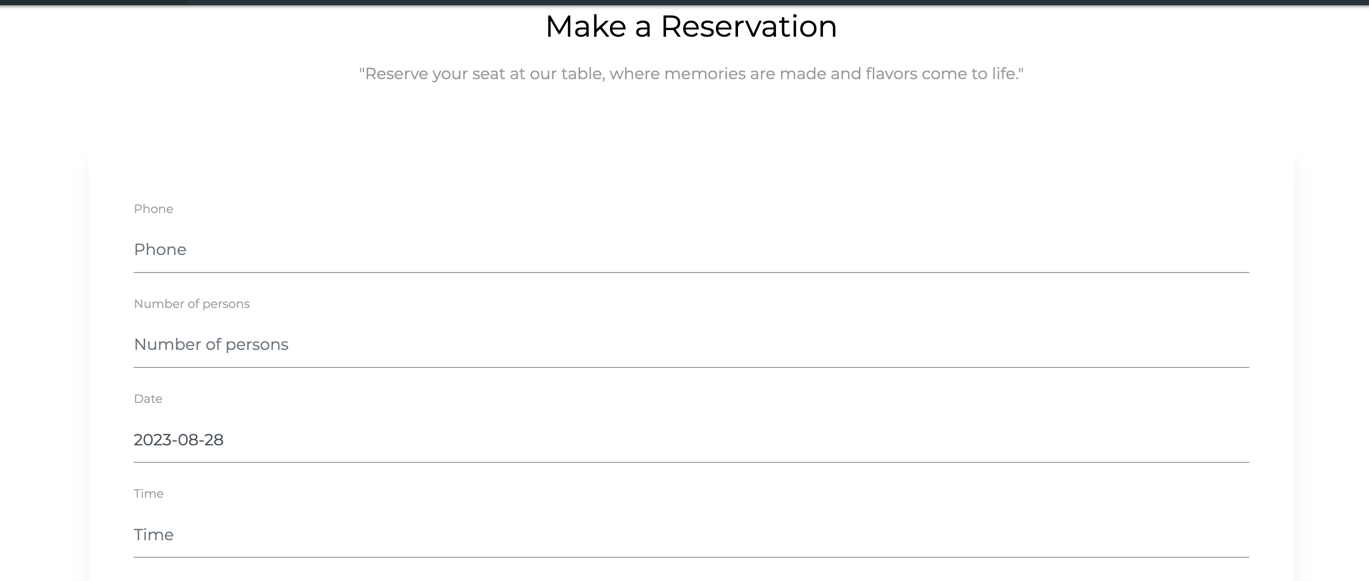 Make a Reservation
"Reserve your seat at our table, where memories are made and flavors come to life."
Phone
Phone
Number of persons
Number of persons
Date
2023-08-28
Time
Time